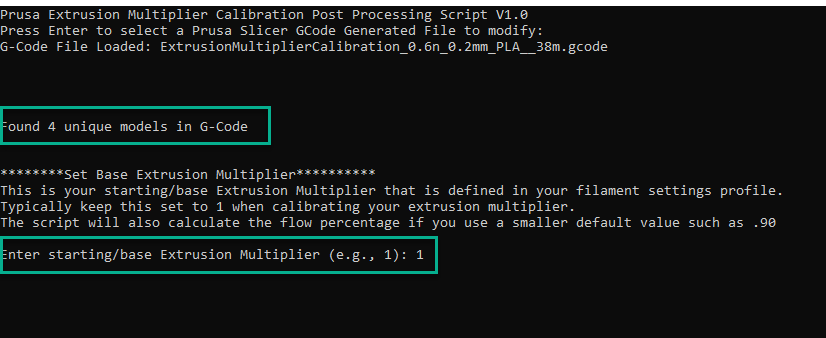 Prusa Extrusion Multiplier Calibration Post Processing Script V1.0
Press Enter to select a Prusa Slicer GCode Generated File to modify:
G-Code File Loaded: ExtrusionMultiplierCalibration_0.6n_0.2mm_PLA__38m.gcode
Found 4 unique models in G-Code
********Set Base Extrusion Multiplier**********
This is your starting/base Extrusion Multiplier that is defined in your filament settings profile.
Typically keep this set to 1 when calibrating your extrusion multiplier.
The script will also calculate the flow percentage if you use a smaller default value such as .90
Enter starting/base Extrusion Multiplier (e.g., 1): 1